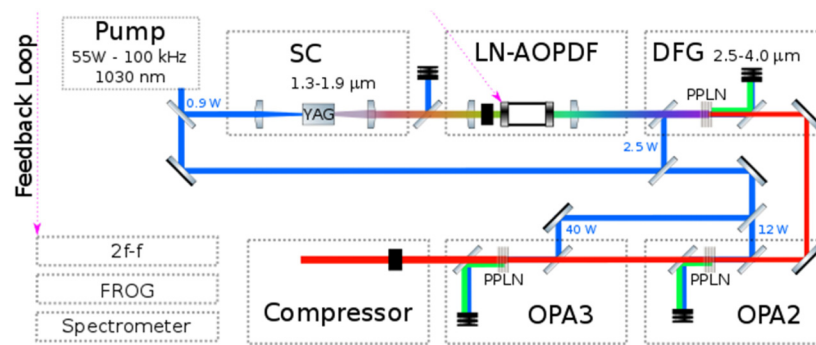 Pump
55W - 100 kHz
1030 nm
SC
1.3-1.9 μm
LN-AOPDF
DFG
2.5-4.0 μm
PPLN
0.9 W
YAG
2.5 W
Feedback Loop
40 W
12 W
2f-f
FROG
Spectrometer
Compressor
PPLN
OPA3
PPLN
OPA2